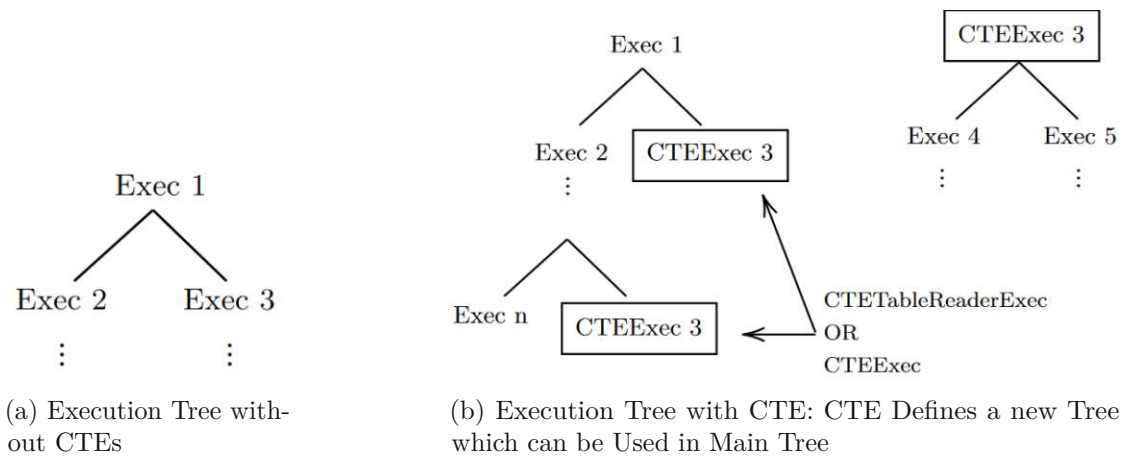 Exec 1
Exec 2
Exec 3
⋮
⋮
(a) Execution Tree with-
out CTEs
Exec 1
Exec 2
CTEExec 3
⋮
Exec n
CTEExec 3
CTETableReaderExec
OR
CTEExec
CTEExec 3
Exec 4
Exec 5
⋮
⋮
(b) Execution Tree with CTE: CTE Defines a new Tree
which can be Used in Main Tree